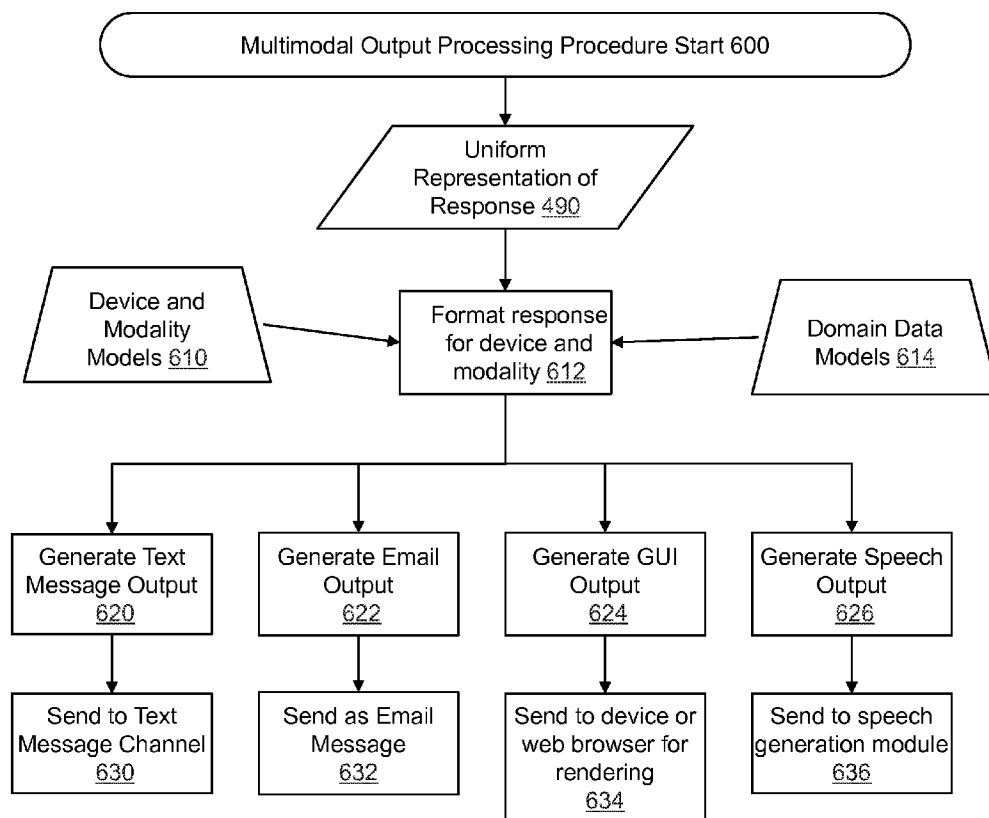 Multimodal Output Processing Procedure Start 600
Uniform
Representation of
Response 490
Device and
Modality
Models 610
Format response
for device and
modality 612
Domain Data
Models 614
Generate Text
Message Output
620
Generate Email
Output
622
Generate GUI
Output
624
Generate Speech
Output
626
Send to Text
Message Channel
630
Send as Email
Message
632
Send to device or
web browser for
rendering
634
Send to speech
generation module
636